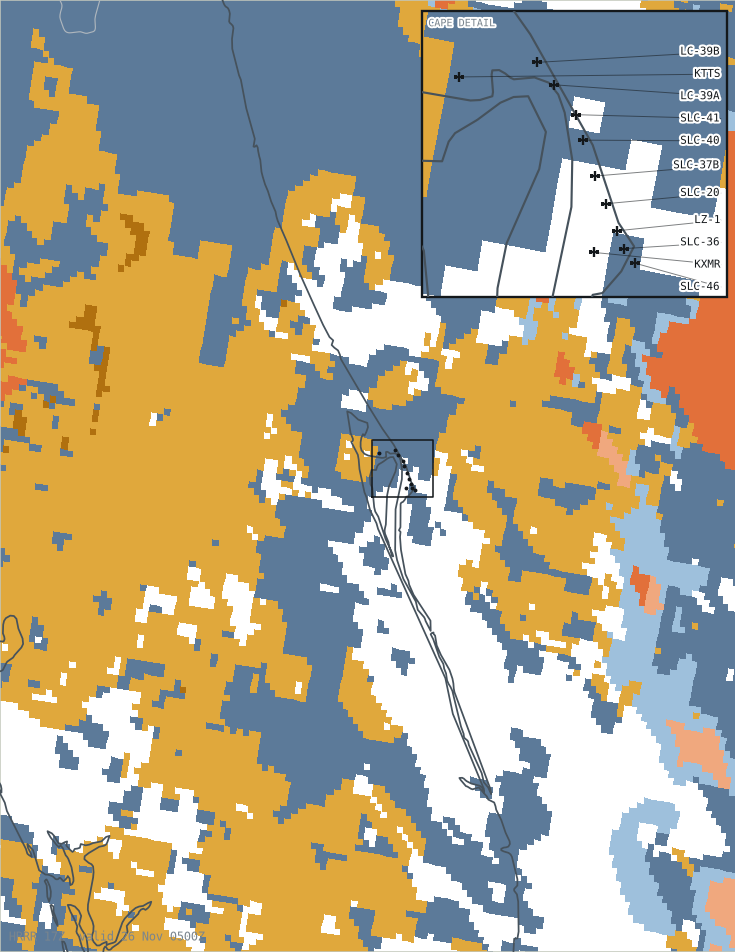 CAPE DETAIL
LC-39B
KTTS
LC-39A
SLC-41
SLC-40
SLC-37B
SLC-20
LZ-1
SLC-36
KXMR
SLC-46
valid 26 Nov 0500Z